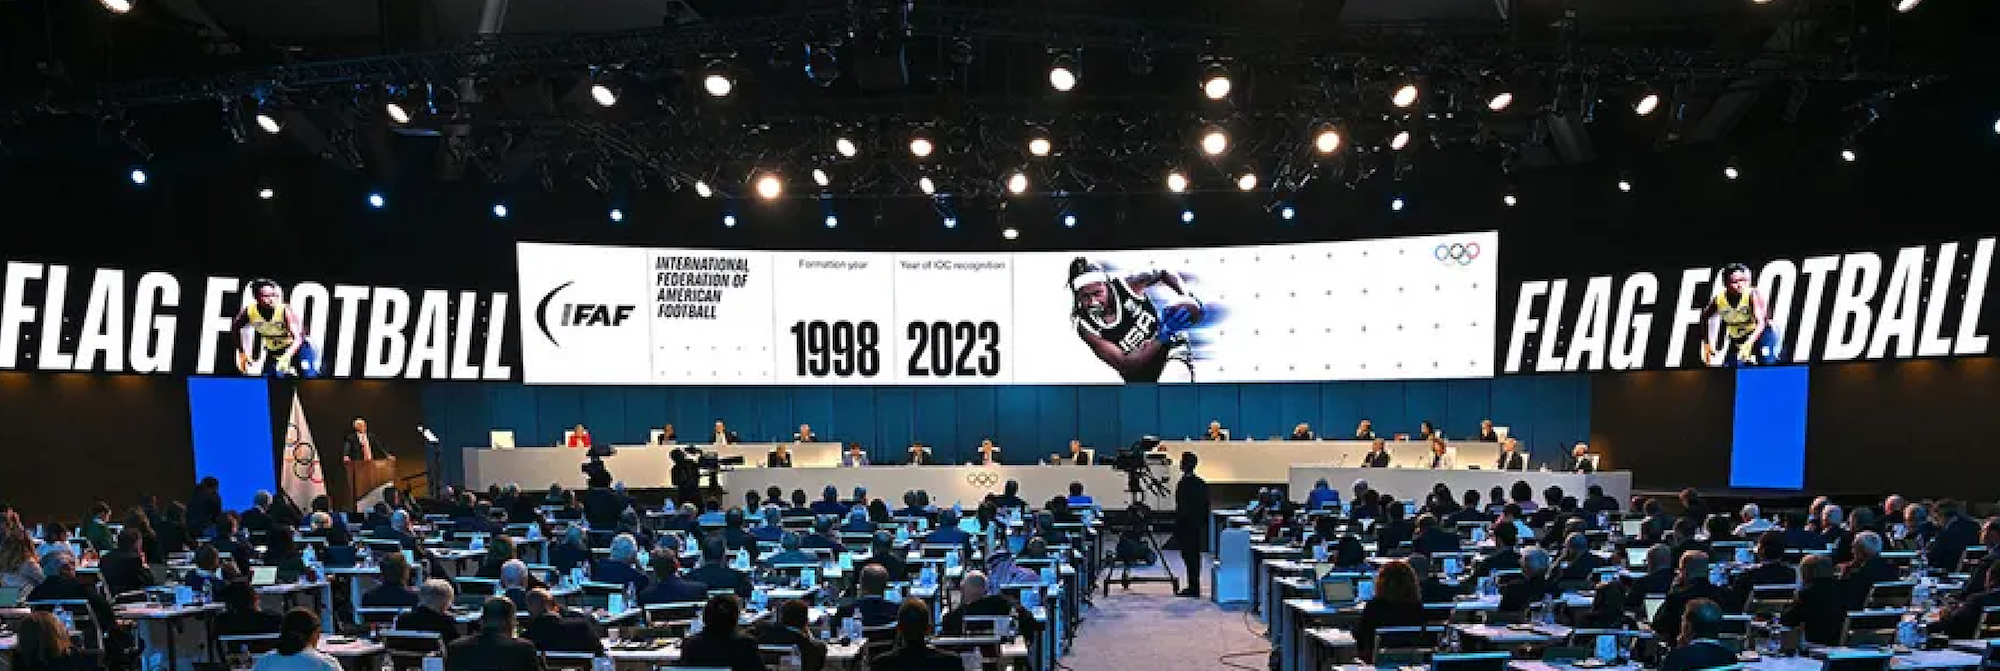 FLAG FOOTBALL
IFAF
INTERNATIONAL
FEDERATION OF
AMERICAN
FOOTBALL
Formation year
1998
Year of IOC recognition
2023
FLAG FOOTBALL